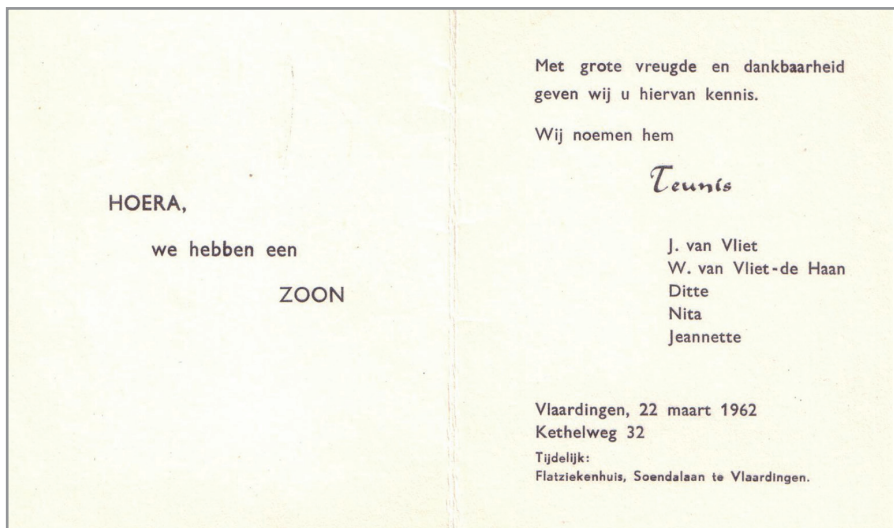 HOERA,
we hebben een
ZOON
Met grote vreugde en dankbaarheid
geven wij u hiervan kennis.
Wij noemen hem
Teunis
J. van Vliet
W. van Vliet-de Haan
Ditte
Nita
Jeannette
Vlaardingen, 22 maart 1962
Kethelweg 32
Tijdelijk:
Flatziekenhuis, Soendalaan te Vlaardingen.